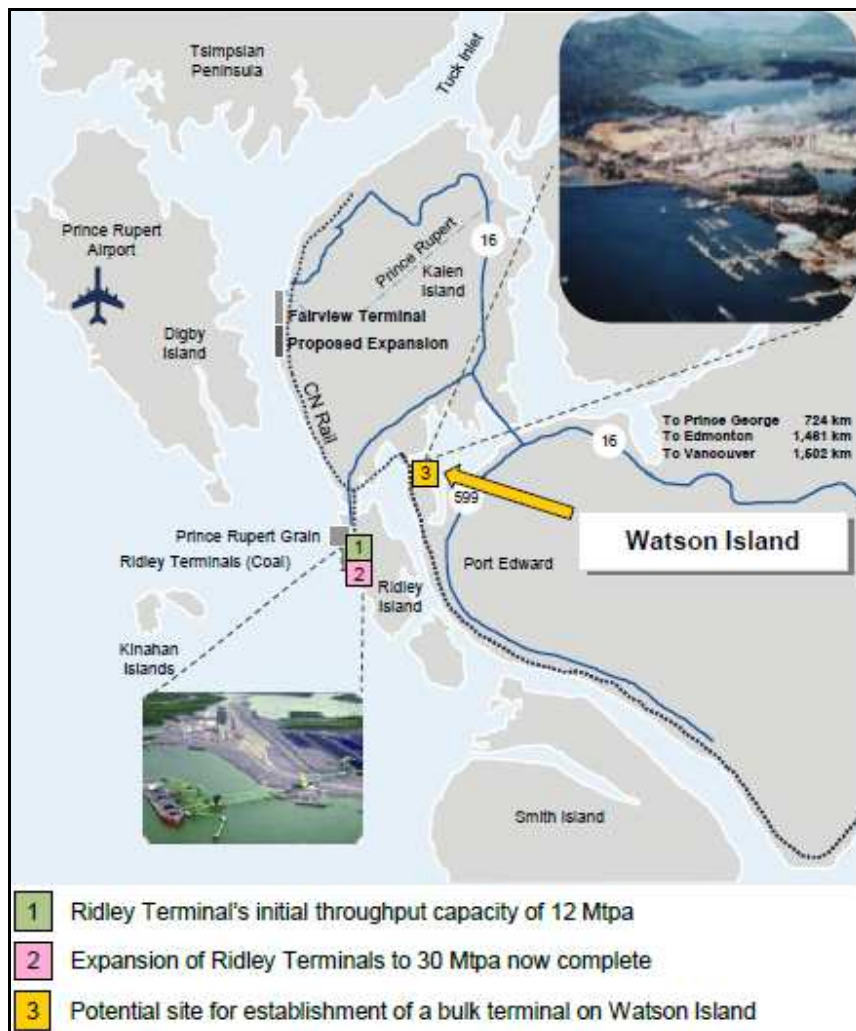 Tsimpsian
Peninsula
Tuck Inlet
Prince Rupert
Airport
Prince Rupert
16
Kaien
Island
Fairview Terminal
Proposed Expansion
Digby
Island
CN Rail
To Prince George 724 km
To Edmonton 1,461 km
To Vancouver 1,502 km
16
3
599
Watson Island
Prince Rupert Grain
1
Ridley Terminals (Coal)
2
Port Edward
Ridley
Island
Kinahan
Islands
Smith Island
1 Ridley Terminal's initial throughput capacity of 12 Mtpa
2 Expansion of Ridley Terminals to 30 Mtpa now complete
3 Potential site for establishment of a bulk terminal on Watson Island